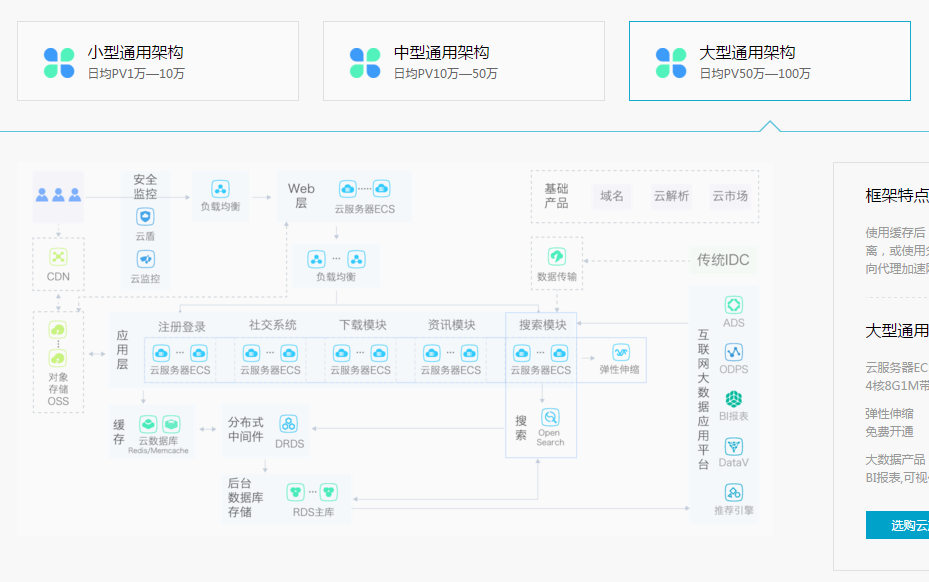 小型通用架构
日均PV1万—10万
中型通用架构
日均PV10万—50万
大型通用架构
日均PV50万—100万
安全
监控
云盾
云监控
负载均衡
Web
层
云服务器ECS
负载均衡
基础
产品
域名
云解析
云市场
CDN
数据传输
传统IDC
对象
存储
OSS
应用层
注册登录
云服务器ECS
社交系统
云服务器ECS
下载模块
云服务器ECS
资讯模块
云服务器ECS
搜索模块
云服务器ECS
弹性伸缩
缓存
云数据库
Redis/Memcache
分布式
中间件
DRDS
搜索
Open
Search
后台
数据库
存储
RDS主库
互联网大数据应用平台
ADS
ODPS
BI报表
DataV
推荐引擎
框架特点
使用缓存后
离，或使用
向代理加速
大型通用
云服务器EC
4核8G1M带
弹性伸缩
免费开通
大数据产品
BI报表,可视
选购云